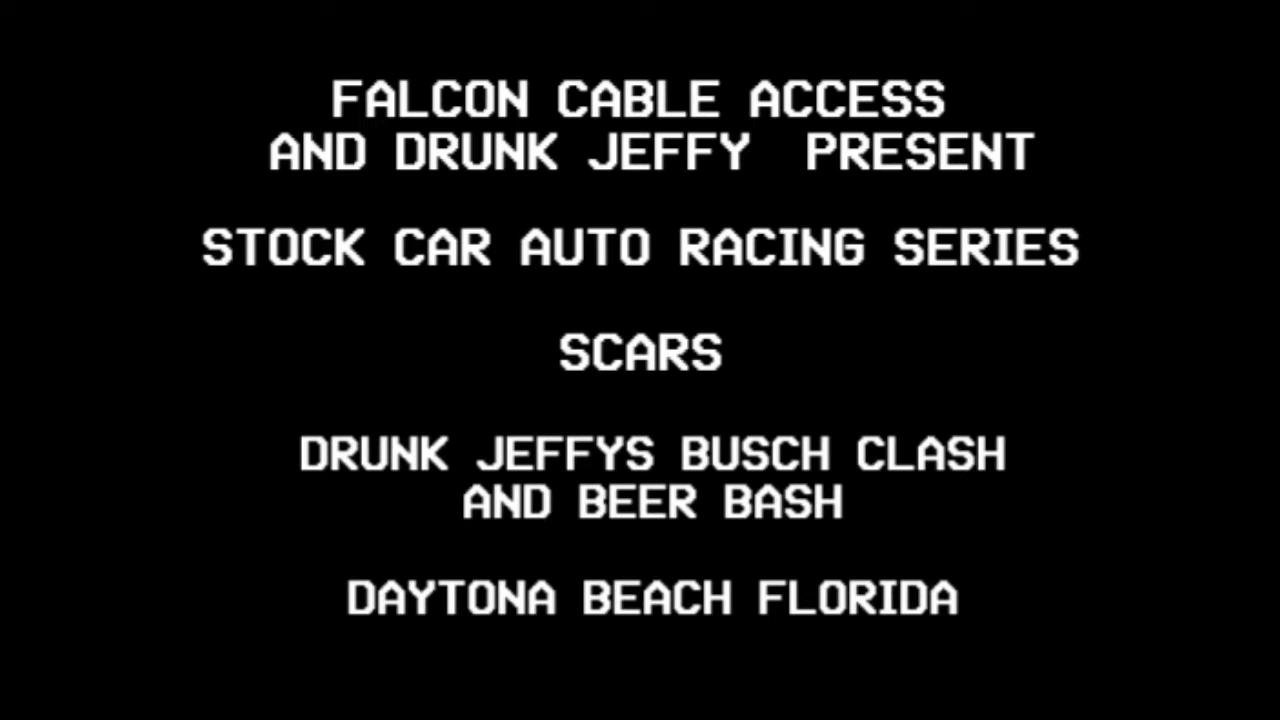 FALCON CABLE ACCESS
AND DRUNK JEFFY PRESENT
STOCK CAR AUTO RACING SERIES
SCARS
DRUNK JEFFYS BUSCH CLASH
AND BEER BASH
DAYTONA BEACH FLORIDA